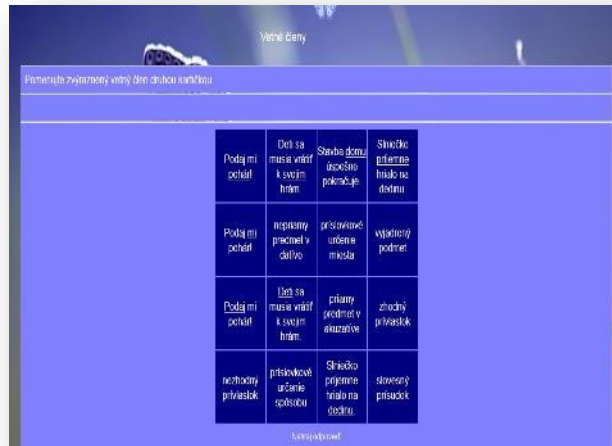 Vetné členy
Pomenujte zvýraznený vetný člen druhou kartičkou.
Podaj mi
pohár!
Deti sa
musia vrátiť
k svojim
hrám.
Stavba domu
úspešne
pokračuje.
Slniečko
príjemne
hrialo na
dedinu.
Podaj mi
pohár!
nepriamy
predmet v
datíve
príslovkové
určenie
miesta
vyjadrený
podmet
Podaj mi
pohár!
Deti sa
musia vrátiť
k svojim
hrám.
priamy
predmet v
akuzatíve
zhodný
prívlastok
nezhodný
prívlastok
príslovkové
určenie
spôsobu
Slniečko
príjemne
hrialo na
dedinu.
slovesný
prísudok